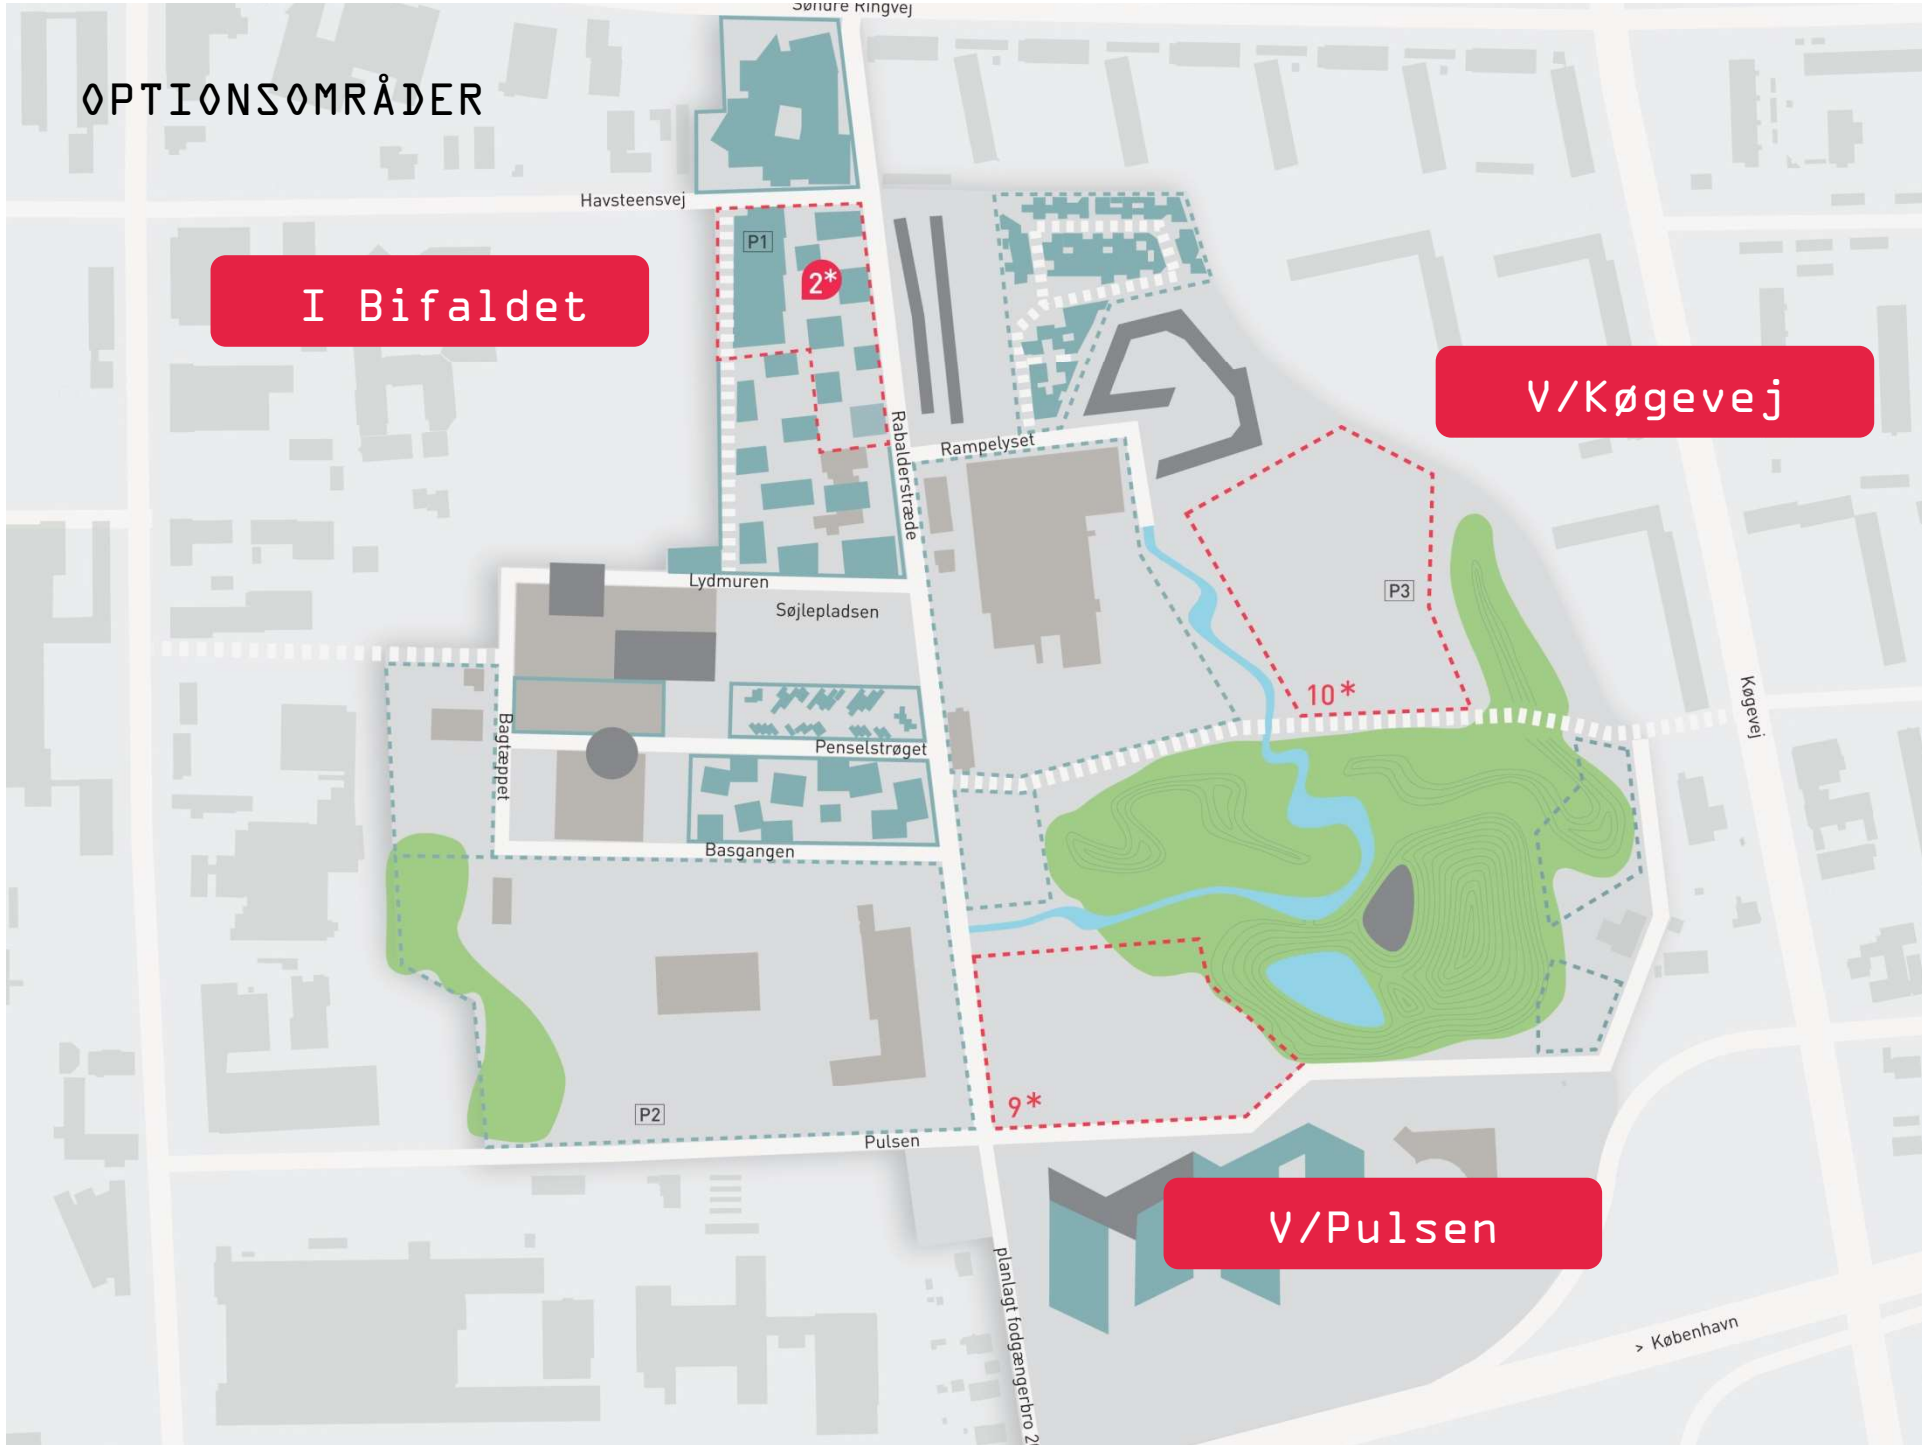 Søndre Ringvej
OPTIONSOMRÅDER
Havsteensvej
P1
2*
I Bifaldet
V/Køgevej
Rabalderstræde
Rampelyset
Lydmuren
Søjlepladsen
P3
10*
Køgevej
Bagtæppet
Penselstrøget
Basgangen
9*
P2
Pulsen
V/Pulsen
planlagt fodgængerbro
> København